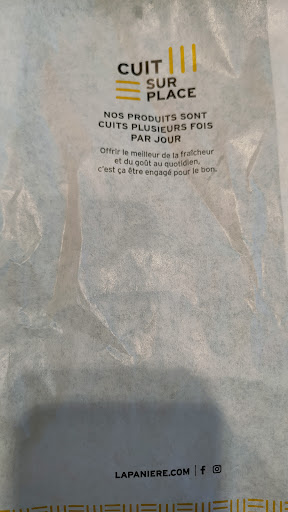 CUIT
SUR
PLACE
NOS PRODUITS SONT
CUITS PLUSIEURS FOIS
PAR JOUR
Offrir le meilleur de la fraîcheur
et du goût au quotidien,
c'est ça être engagé pour le bon.
LAPANIERE.COM